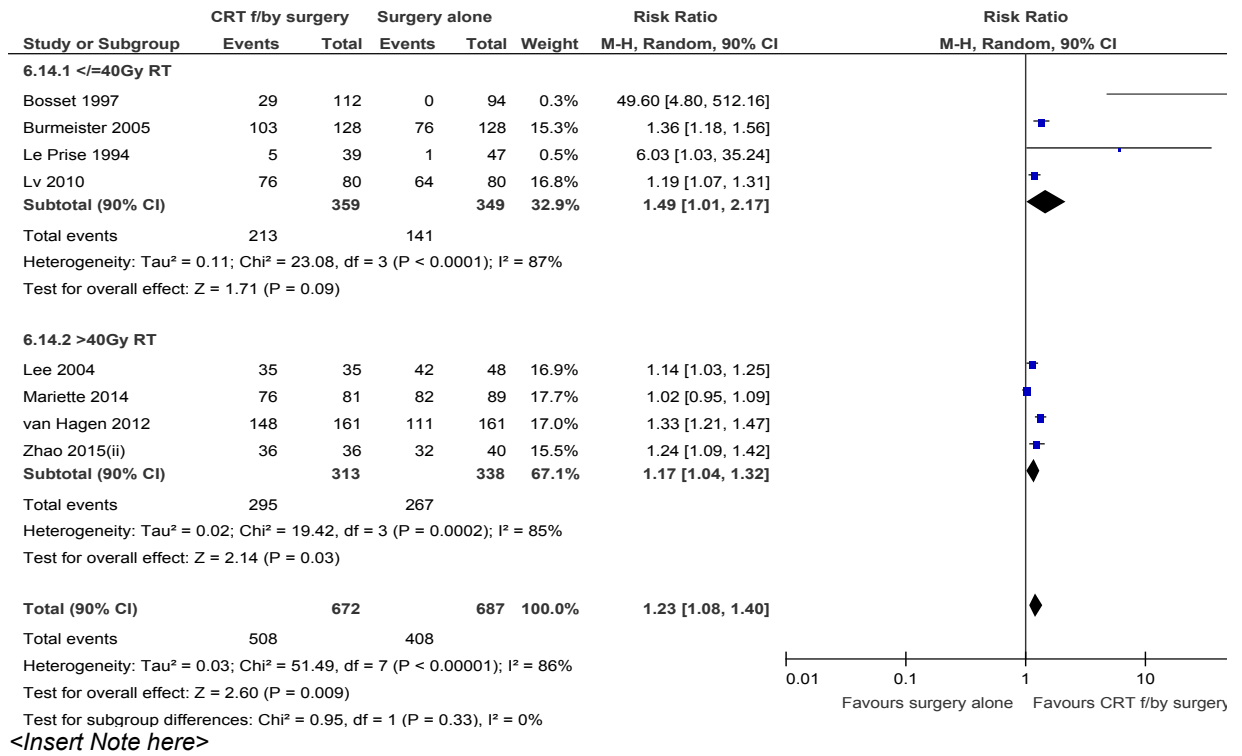 CRT f/by surgery Surgery alone Risk Ratio Risk Ratio
Study or Subgroup Events Total Events Total Weight M-H, Random, 90% CI M-H, Random, 90% CI
6.14.1 </=40Gy RT
Bosset 1997 29 112 0 94 0.3% 49.60 [4.80, 512.16]
Burmeister 2005 103 128 76 128 15.3% 1.36 [1.18, 1.56]
Le Prise 1994 5 39 1 47 0.5% 6.03 [1.03, 35.24]
Lv 2010 76 80 64 80 16.8% 1.19 [1.07, 1.31]
Subtotal (90% CI) 359 349 32.9% 1.49 [1.01, 2.17]
Total events 213 141
Heterogeneity: Tau² = 0.11; Chi² = 23.08, df = 3 (P < 0.0001); I² = 87%
Test for overall effect: Z = 1.71 (P = 0.09)
6.14.2 >40Gy RT
Lee 2004 35 35 42 48 16.9% 1.14 [1.03, 1.25]
Mariette 2014 76 81 82 89 17.7% 1.02 [0.95, 1.09]
van Hagen 2012 148 161 111 161 17.0% 1.33 [1.21, 1.47]
Zhao 2015(ii) 36 36 32 40 15.5% 1.24 [1.09, 1.42]
Subtotal (90% CI) 313 338 67.1% 1.17 [1.04, 1.32]
Total events 295 267
Heterogeneity: Tau² = 0.02; Chi² = 19.42, df = 3 (P = 0.0002); I² = 85%
Test for overall effect: Z = 2.14 (P = 0.03)
Total (90% CI) 672 687 100.0% 1.23 [1.08, 1.40]
Total events 508 408
Heterogeneity: Tau² = 0.03; Chi² = 51.49, df = 7 (P < 0.00001); I² = 86%
Test for overall effect: Z = 2.60 (P = 0.009)
Test for subgroup differences: Chi² = 0.95, df = 1 (P = 0.33), I² = 0%
0.01 0.1 1 10
Favours surgery alone Favours CRT f/by surgery
<Insert Note here>